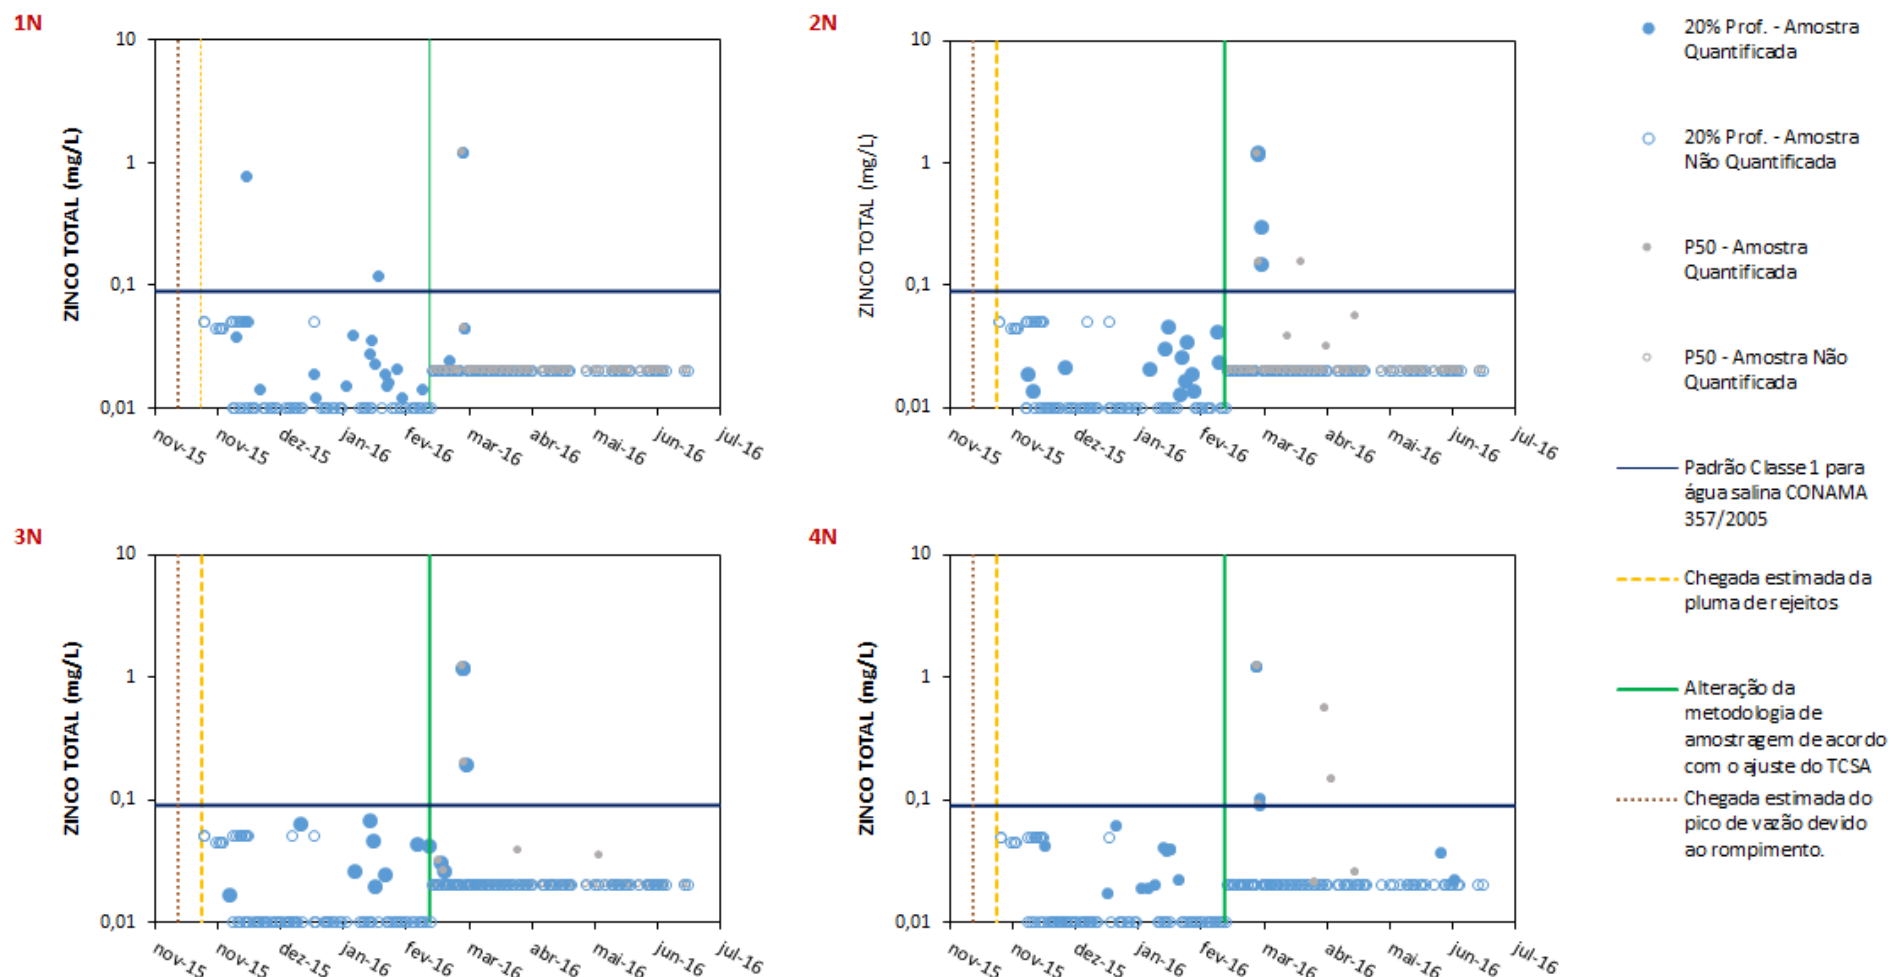 1N
ZINCO TOTAL (mg/L)
10
1
0,1
0,01
nov-15
nov-15
dez-15
jan-16
fev-16
mar-16
abr-16
mai-16
jun-16
jul-16
2N
ZINCO TOTAL (mg/L)
10
1
0,1
0,01
nov-15
nov-15
dez-15
jan-16
fev-16
mar-16
abr-16
mai-16
jun-16
jul-16
3N
ZINCO TOTAL (mg/L)
10
1
0,1
0,01
nov-15
nov-15
dez-15
jan-16
fev-16
mar-16
abr-16
mai-16
jun-16
jul-16
4N
ZINCO TOTAL (mg/L)
10
1
0,1
0,01
nov-15
nov-15
dez-15
jan-16
fev-16
mar-16
abr-16
mai-16
jun-16
jul-16
20% Prof. - Amostra
Quantificada
20% Prof. - Amostra
Não Quantificada
P50 - Amostra
Quantificada
P50 - Amostra Não
Quantificada
Padrão Classe 1 para
água salina CONAMA
357/2005
Chegada estimada da
pluma de rejeitos
Alteração da
metodologia de
amostragem de acordo
com o ajuste do TCSA
Chegada estimada do
pico de vazão devido
ao rompimento.